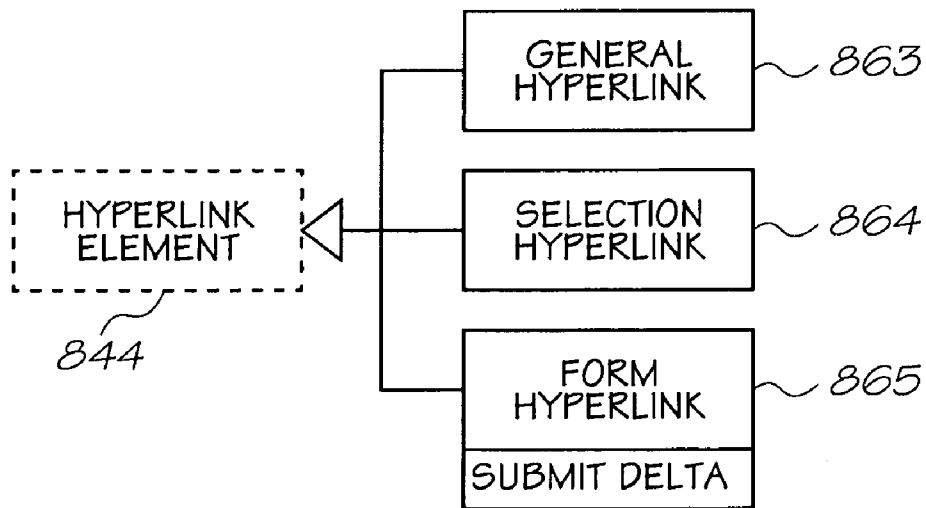 GENERAL
HYPERLINK
863
HYPERLINK
ELEMENT
844
SELECTION
HYPERLINK
864
FORM
HYPERLINK
865
SUBMIT DELTA